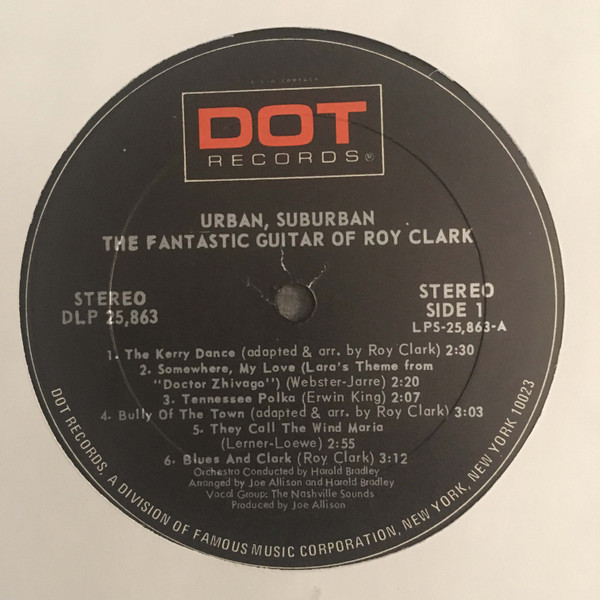 DOT
RECORDS®
URBAN, SUBURBAN
THE FANTASTIC GUITAR OF ROY CLARK
STEREO
DLP 25,863
STEREO
SIDE 1
LPS-25,863-A
1. The Kerry Dance (adapted & arr. by Roy Clark) 2:30
2. Somewhere, My Love (Lara's Theme from
"Doctor Zhivago") (Webster-Jarre) 2:20
3. Tennessee Polka (Erwin King) 2:07
4. Bully Of The Town (adapted & arr. by Roy Clark) 3:03
5. They Call The Wind Maria
(Lerner-Loewe) 2:55
6. Blues And Clark (Roy Clark) 3:12
Orchestra Conducted by Harold Bradley
Arranged by Joe Allison and Harold Bradley
Vocal Group: The Nashville Sounds
Produced by Joe Allison
DOT RECORDS, A DIVISION OF FAMOUS MUSIC CORPORATION, NEW YORK, NEW YORK 10023